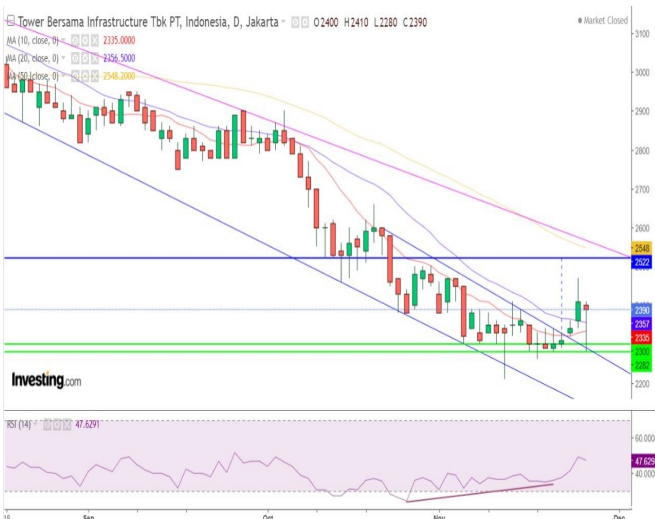 Tower Bersama Infrastructure Tbk PT, Indonesia, D, Jakarta O2400 H2410 L2280 C2390
Market Closed
MA (10, close, 0) 2335.0000
MA (20, close, 0) 2356.5000
MA (50, close, 0) 2548.2000
3100
3000
2900
2800
2700
2600
2548
2522
2390
2357
2335
2300
2282
2200
Investing.com
RSI (14) 47.6291
60.000
47.629
40.000
Sep Oct Nov Dec